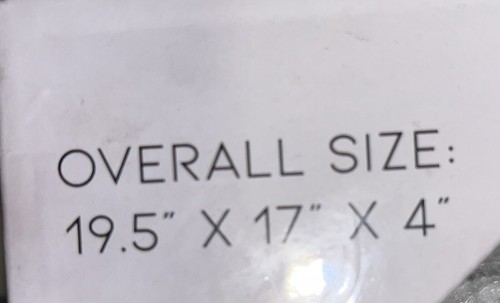 OVERALL SIZE:
19.5" X 17" X 4"